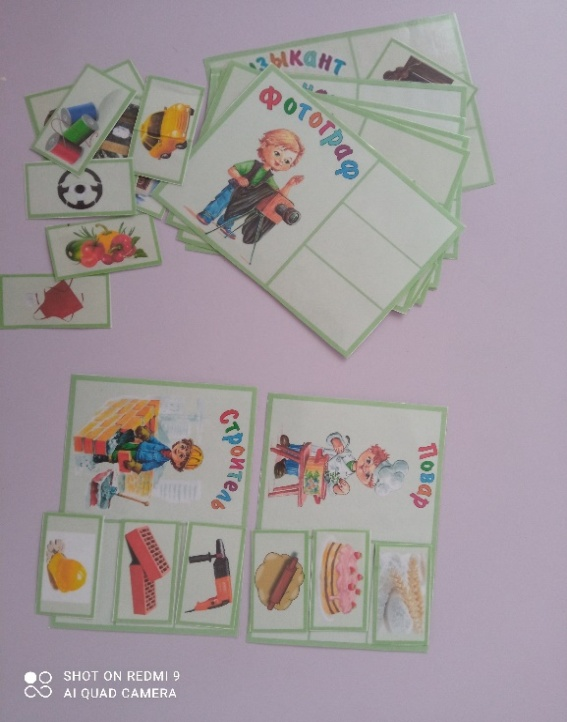 зыкант
Фотограф
Строитель
Повар
SHOT ON REDMI 9
AI QUAD CAMERA